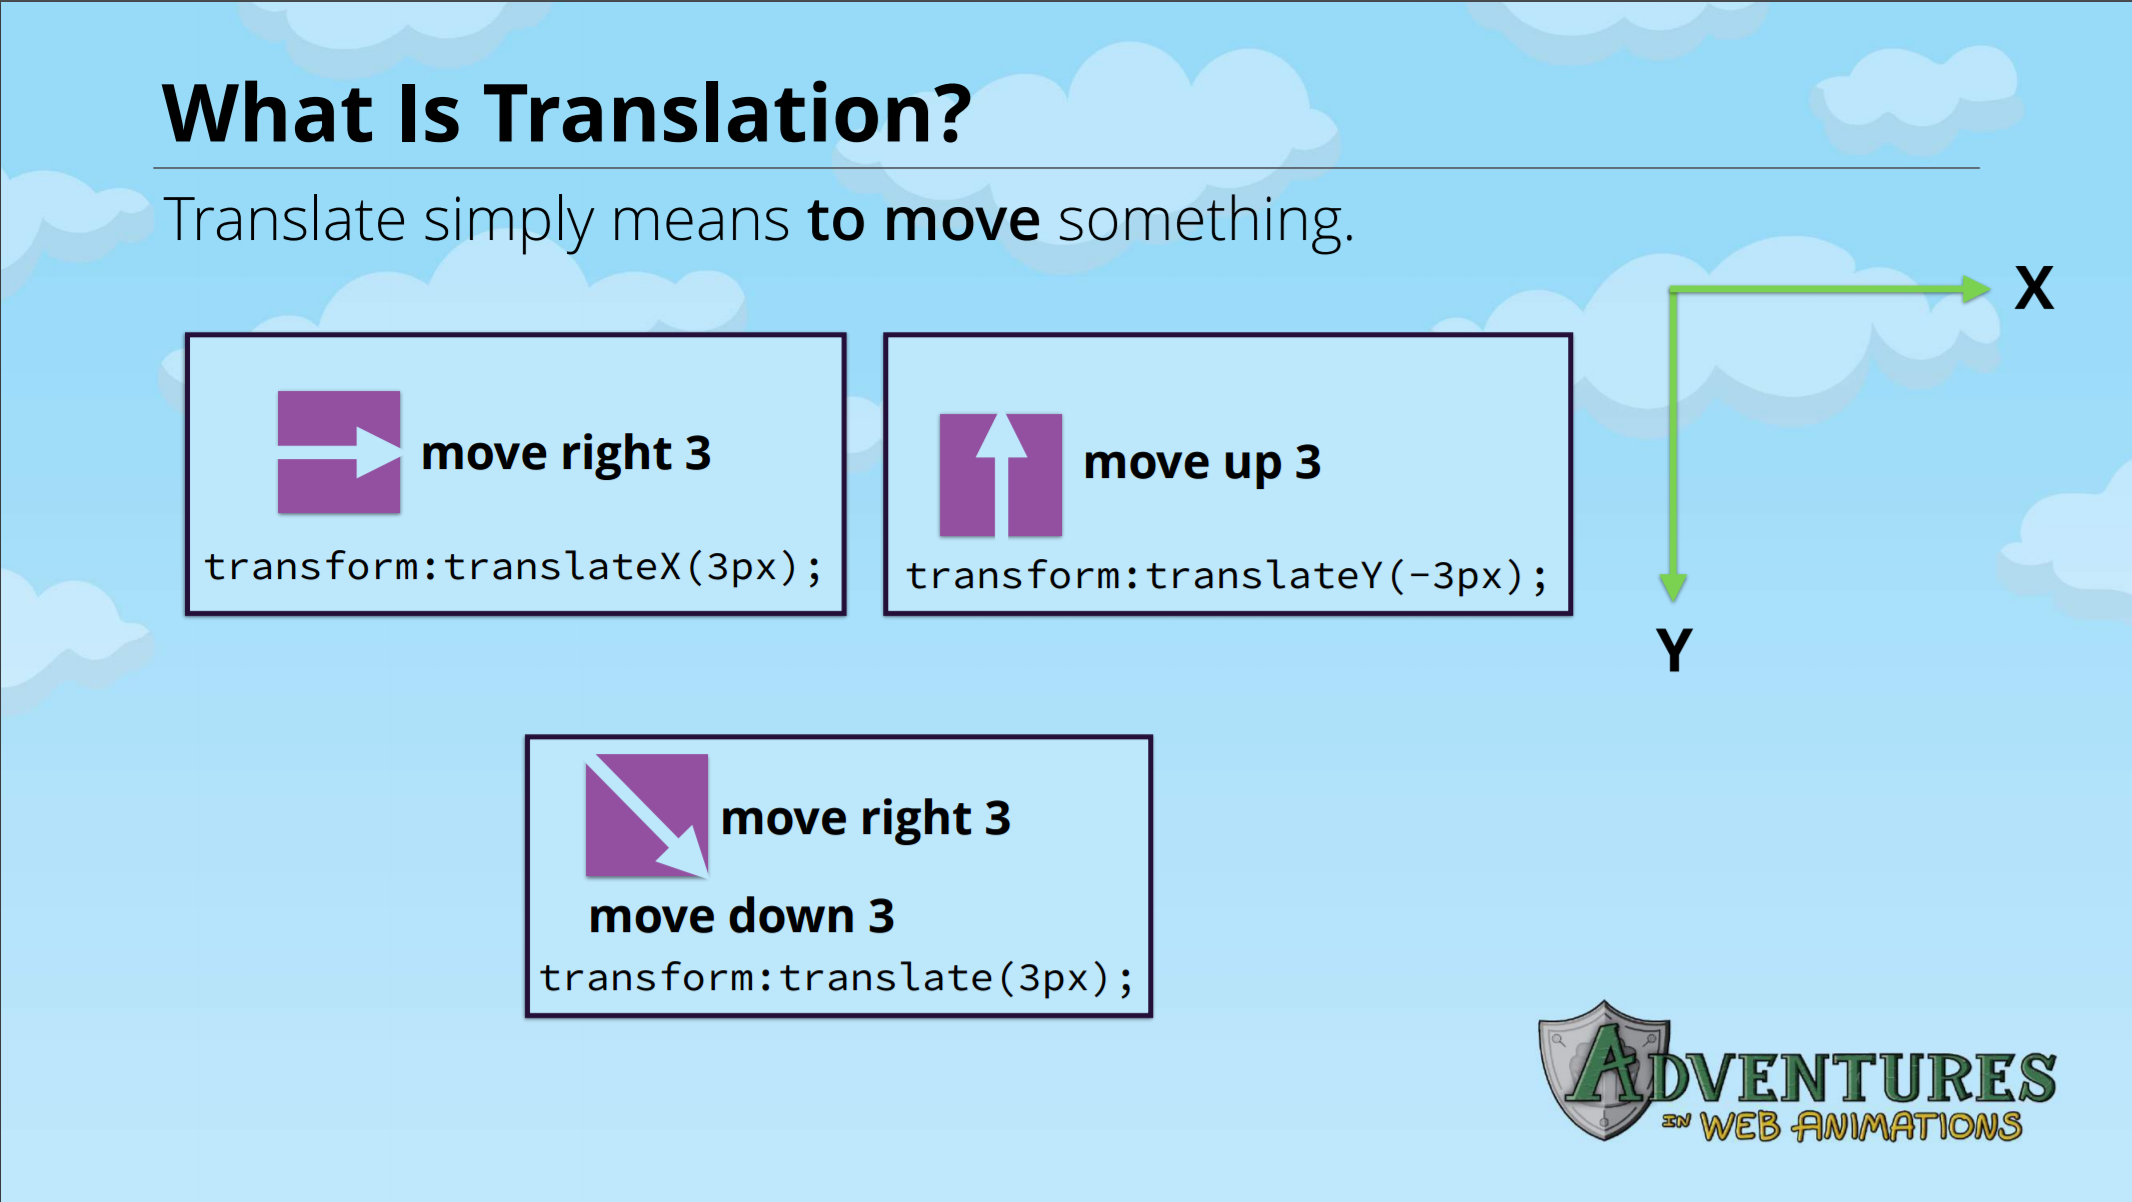 What Is Translation?
Translate simply means to move something.
X
move right 3
transform:translateX(3px);
move up 3
transform:translateY(-3px);
Y
move right 3
move down 3
transform:translate(3px);
ADVENTURES
IN WEB ANIMATIONS